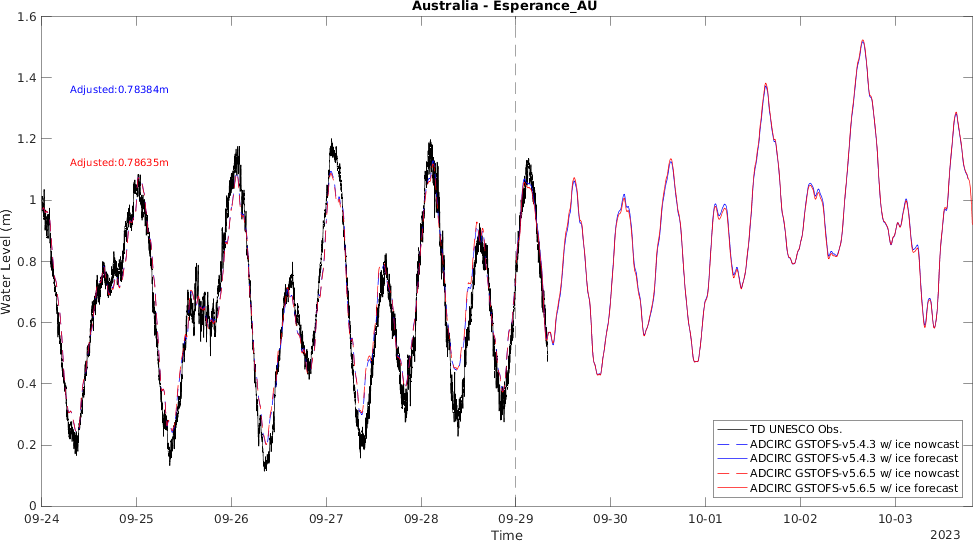 Australia - Esperance_AU
1.6
1.4
1.2
1
0.8
0.6
0.4
0.2
0
Water Level (m)
Adjusted:0.78384m
Adjusted:0.78635m
TD UNESCO Obs.
ADCIRC GSTOFS-v5.4.3 w/ ice nowcast
ADCIRC GSTOFS-v5.4.3 w/ ice forecast
ADCIRC GSTOFS-v5.6.5 w/ ice nowcast
ADCIRC GSTOFS-v5.6.5 w/ ice forecast
09-24 09-25 09-26 09-27 09-28 09-29 09-30 10-01 10-02 10-03
Time
2023